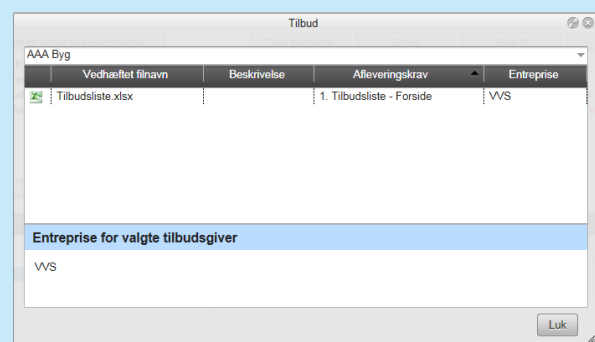 Tilbud
AAA Byg
Vedhæftet filnavn Beskrivelse Afleveringskrav Entreprise
Tilbudsliste.xlsx 1. Tilbudsliste - Forside VVS
Entreprise for valgte tilbudsgiver
VVS
Luk